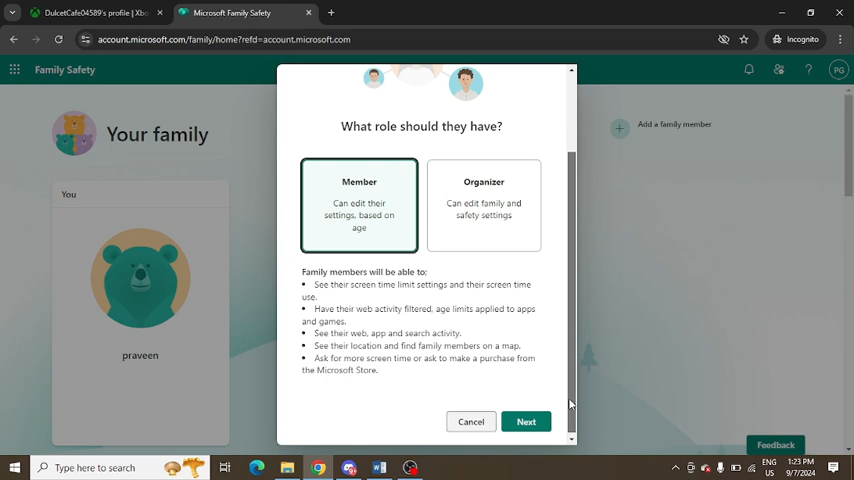 DulcetCafe04589's profile | Xbo
Microsoft Family Safety
account.microsoft.com/family/home?refd=account.microsoft.com
Incognito
Family Safety
PG
Your family
Add a family member
You
praveen
What role should they have?
Member
Can edit their
settings, based on
age
Organizer
Can edit family and
safety settings
Family members will be able to:
• See their screen time limit settings and their screen time
use.
• Have their web activity filtered, age limits applied to apps
and games.
• See their web, app and search activity.
• See their location and find family members on a map.
• Ask for more screen time or ask to make a purchase from
the Microsoft Store.
Cancel
Next
Feedback
Type here to search
ENG
US
1:23 PM
9/7/2024